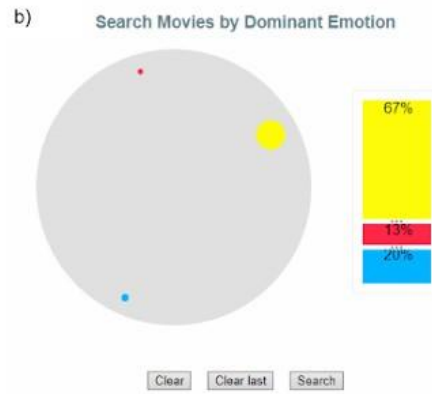 b)
Search Movies by Dominant Emotion
67%
13%
20%
Clear
Clear last
Search